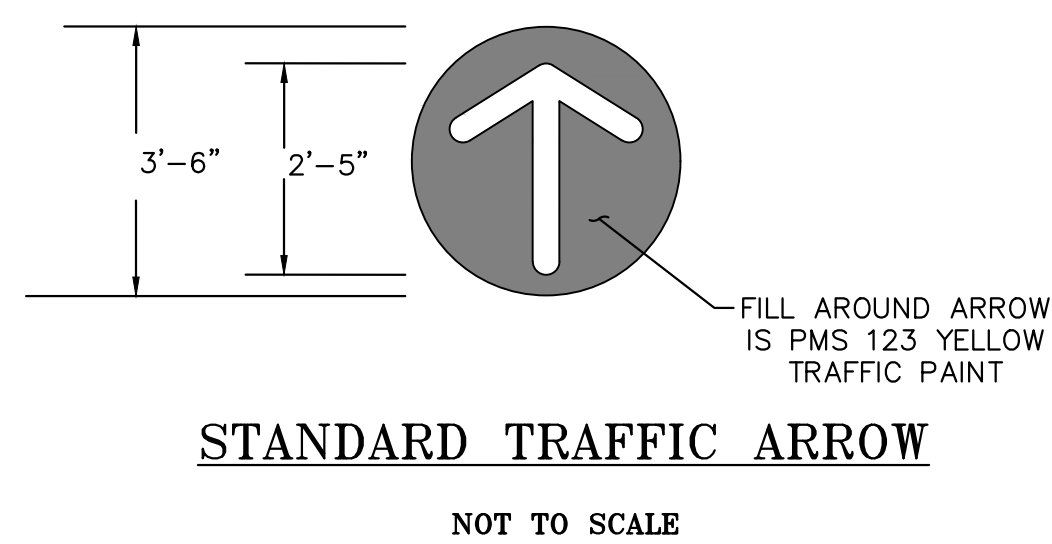 3'-6"
2'-5"
FILL AROUND ARROW
IS PMS 123 YELLOW
TRAFFIC PAINT
STANDARD TRAFFIC ARROW
NOT TO SCALE